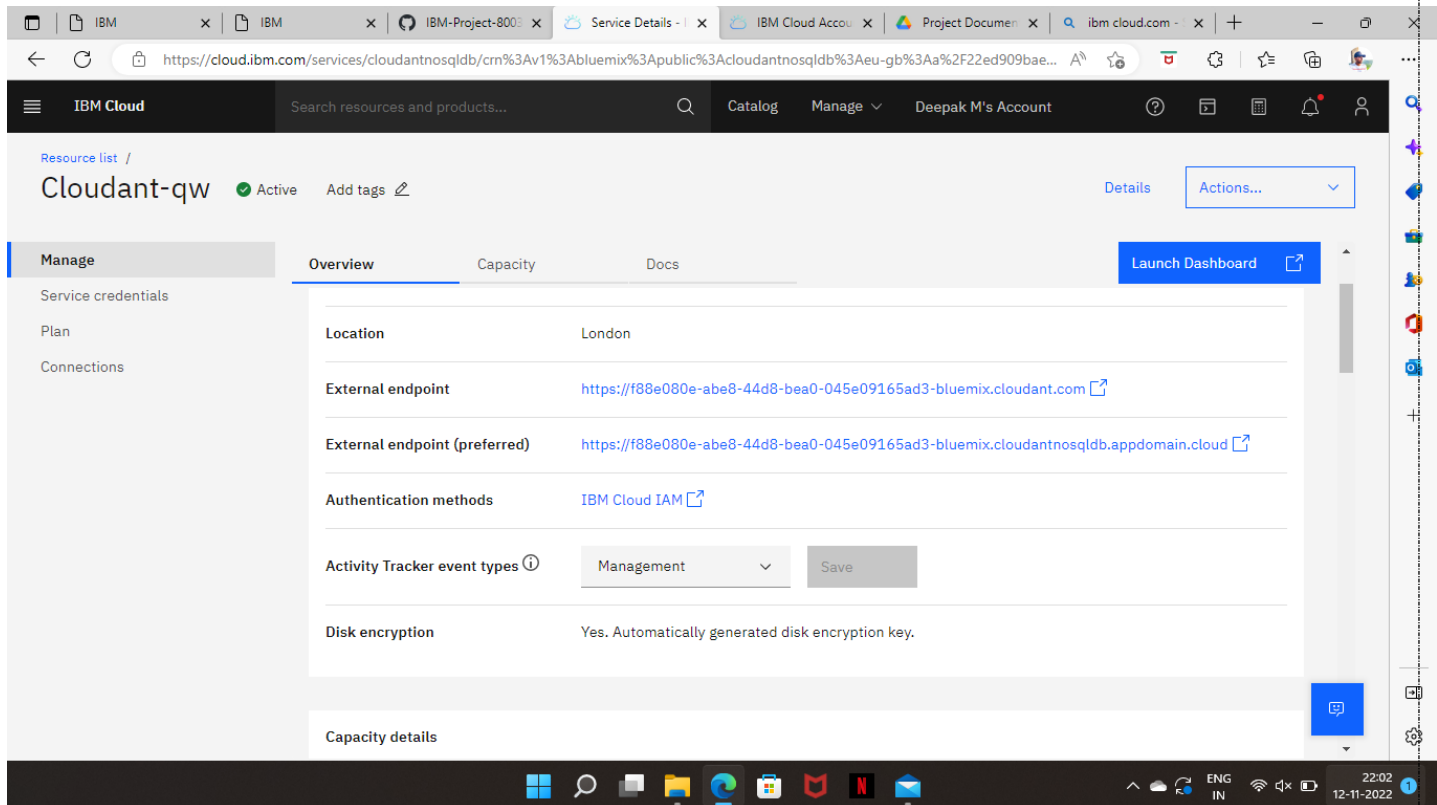 IBM
IBM
IBM-Project-8003
Service Details -
IBM Cloud Accou
Project Documen
ibm cloud.com -
https://cloud.ibm.com/services/cloudantnosqldb/crn%3Av1%3Abluemix%3Apublic%3Acloudantnosqldb%3Aeu-gb%3Aa%2F22ed909bae...
IBM Cloud
Search resources and products...
Catalog
Manage
Deepak M's Account
Resource list /
Cloudant-qw
Active
Add tags
Details
Actions...
Manage
Service credentials
Plan
Connections
Overview
Capacity
Docs
Launch Dashboard
Location
London
External endpoint
https://f88e080e-abe8-44d8-bea0-045e09165ad3-bluemix.cloudant.com
External endpoint (preferred)
https://f88e080e-abe8-44d8-bea0-045e09165ad3-bluemix.cloudantnosqldb.appdomain.cloud
Authentication methods
IBM Cloud IAM
Activity Tracker event types
Management
Save
Disk encryption
Yes. Automatically generated disk encryption key.
Capacity details
ENG
IN
22:02
12-11-2022
1